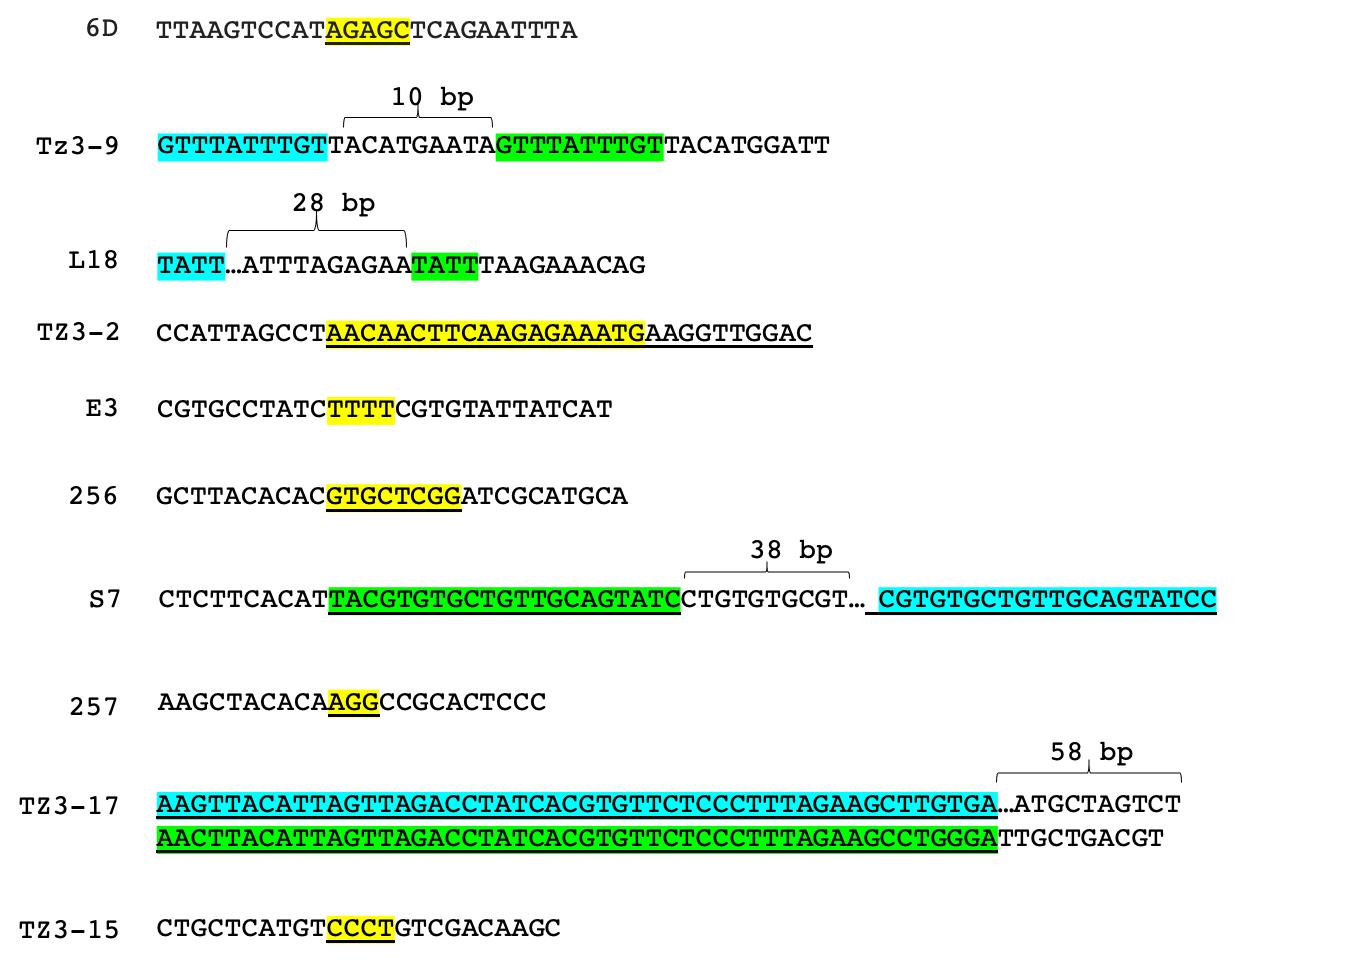 6D TTAAGTCCATAGAGCTCAGAATTTA
10 bp
Tz3-9 GTTTATTTGTTACATGAATAGTTTATTTGTTACATGGATT
28 bp
L18 TATT…ATTTAGAGAATATTTAAGAAACAG
TZ3-2 CCATTAGCCTAACAACTTCAAGAGAAATGAAGGTTGGAC
E3 CGTGCCTATCTTTTCGTGTATTATCAT
256 GCTTACACACGTGCTCGGATCGCATGCA
38 bp
S7 CTCTTCACATTACGTGTGCTGTTGCAGTATCCTGTGTGCGT… CGTGTGCTGTTGCAGTATCC
257 AAGCTACACAAGGCCGCACTCCC
58 bp
TZ3-17 AAGTTACATTAGTTAGACCTATCACGTGTTCTCCCTTTAGAAGCTTGTGA…ATGCTAGTCT
AACTTACATTAGTTAGACCTATCACGTGTTCTCCCTTTAGAAGCCTGGGATTGCTGACGT
TZ3-15 CTGCTCATGTCCCTGTCGACAAGC